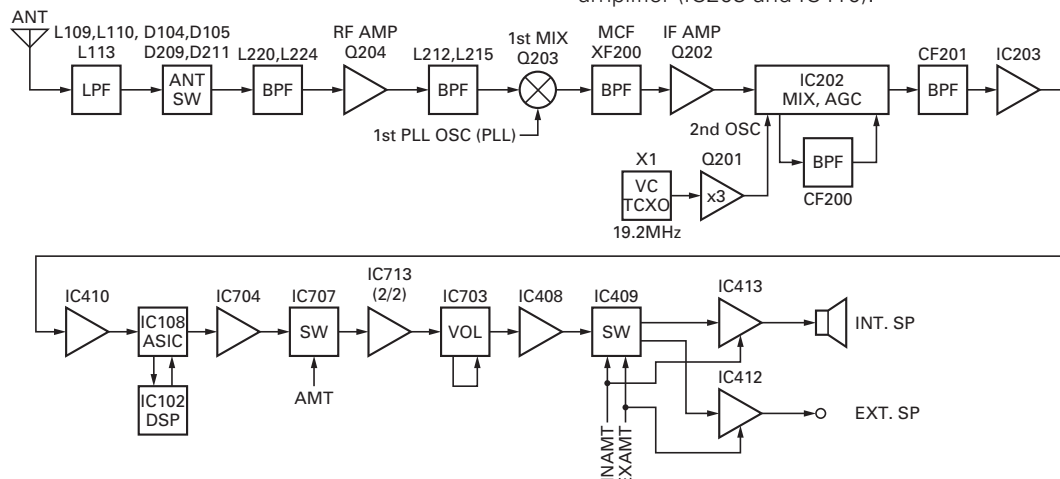 amplifier (IC203 and IC410).
ANT
L109,L110,
L113
LPF
D104,D105
D209,D211
ANT
SW
L220,L224
BPF
RF AMP
Q204
L212,L215
BPF
1st MIX
Q203
1st PLL OSC (PLL)
MCF
XF200
BPF
IF AMP
Q202
IC202
MIX, AGC
2nd OSC
BPF
CF200
CF201
BPF
IC203
X1
VC
TCXO
19.2MHz
Q201
x3
IC410
IC108
ASIC
IC102
DSP
IC704
IC707
SW
AMT
IC713
(2/2)
IC703
VOL
IC408
IC409
SW
INAMT
EXAMT
IC413
INT. SP
IC412
EXT. SP